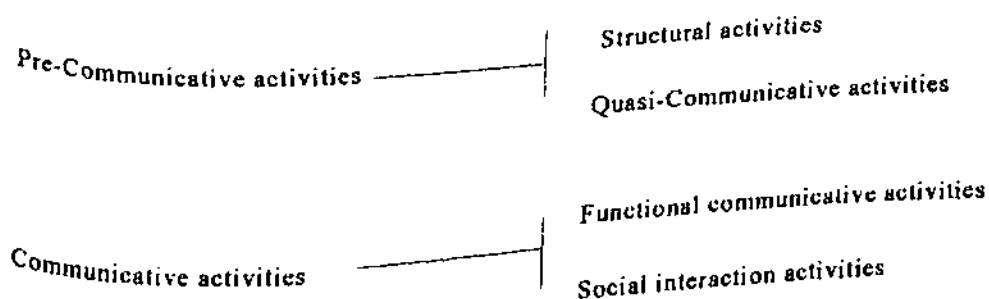 Structural activities
Pre-Communicative activities
Quasi-Communicative activities
Functional communicative activities
Communicative activities
Social interaction activities